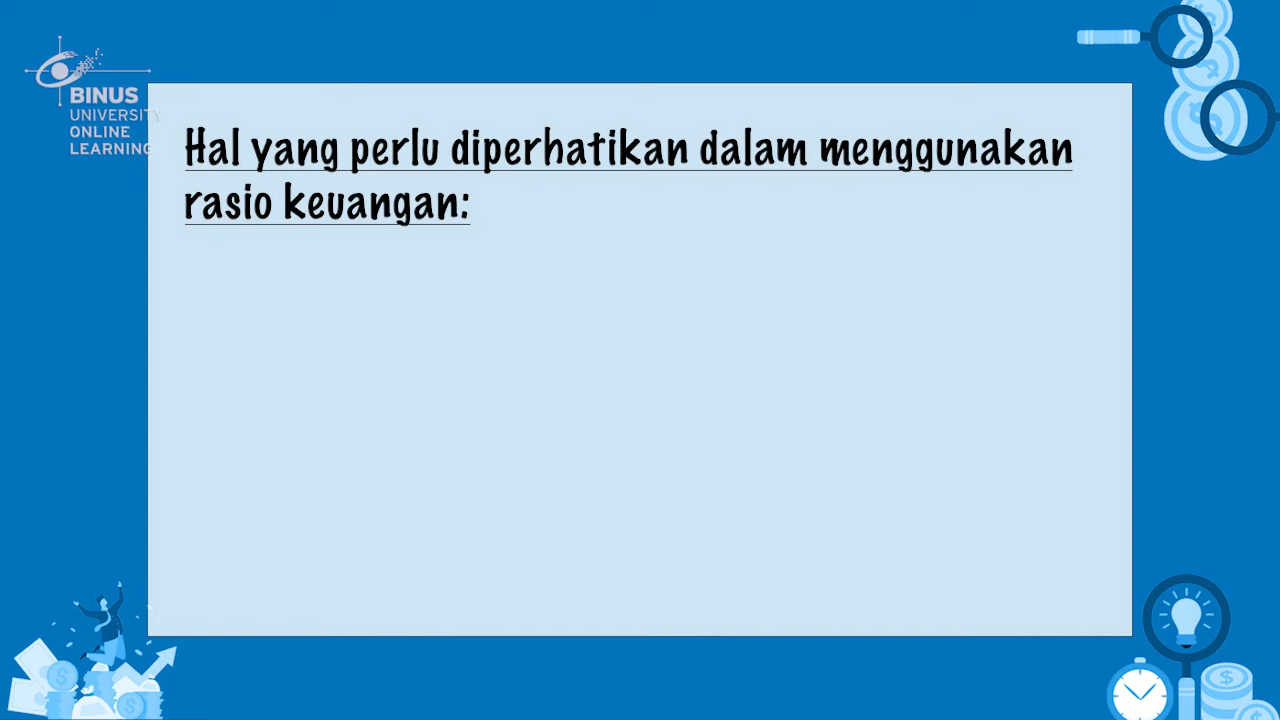 BINUS
UNIVERSITY
ONLINE
LEARNING
Hal yang perlu diperhatikan dalam menggunakan
rasio keuangan: